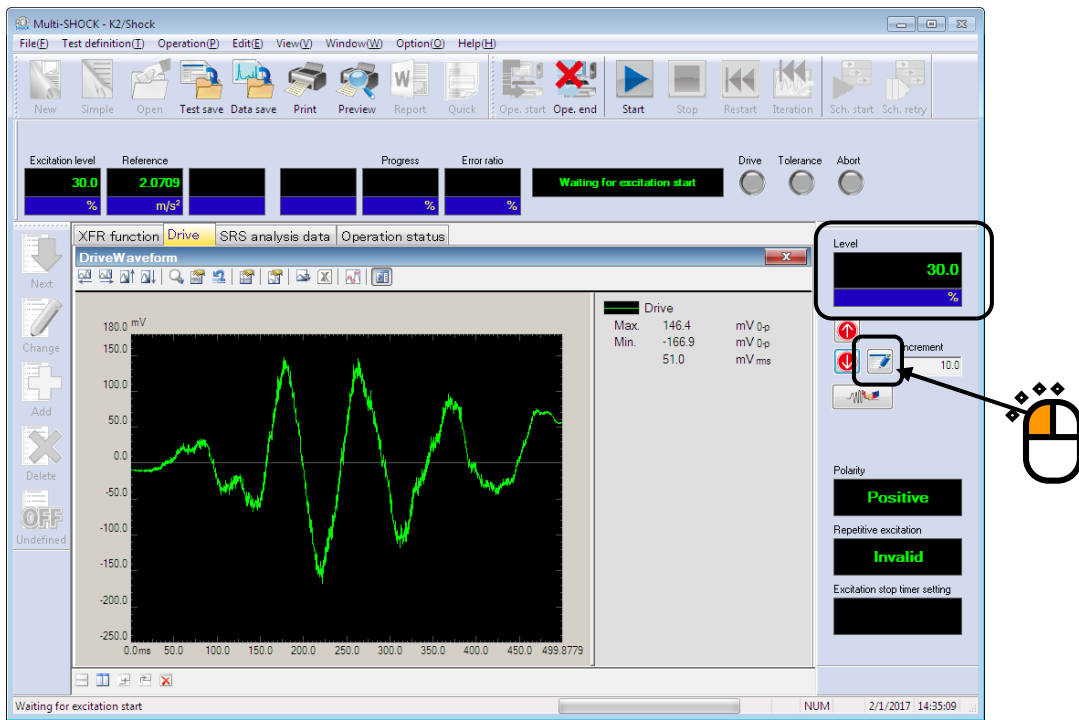 Multi-SHOCK - K2/Shock
File(F) Test definition(T) Operation(P) Edit(E) View(V) Window(W) Option(O) Help(H)
New Simple Open Test save Data save Print Preview Report Quick Ope. start Ope. end Start Stop Restart Iteration Sch. start Sch. retry
Excitation level Reference Progress Error ratio Drive Tolerance Abort
30.0 2.0709 Waiting for excitation start
% m/s² % %
XFR function Drive SRS analysis data Operation status
DriveWaveform
Next
Change
Add
Delete
OFF
Undefined
180.0 mV
150.0
100.0
50.0
0.0
-50.0
-100.0
-150.0
-200.0
-250.0
0.0ms 50.0 100.0 150.0 200.0 250.0 300.0 350.0 400.0 450.0 499.8779
Drive
Max. 146.4 mV 0-p
Min. -166.9 mV 0-p
51.0 mV rms
Level
30.0
%
ncrement
10.0
Polarity
Positive
Repetitive excitation
Invalid
Excitation stop timer setting
Waiting for excitation start NUM 2/1/2017 14:35:09